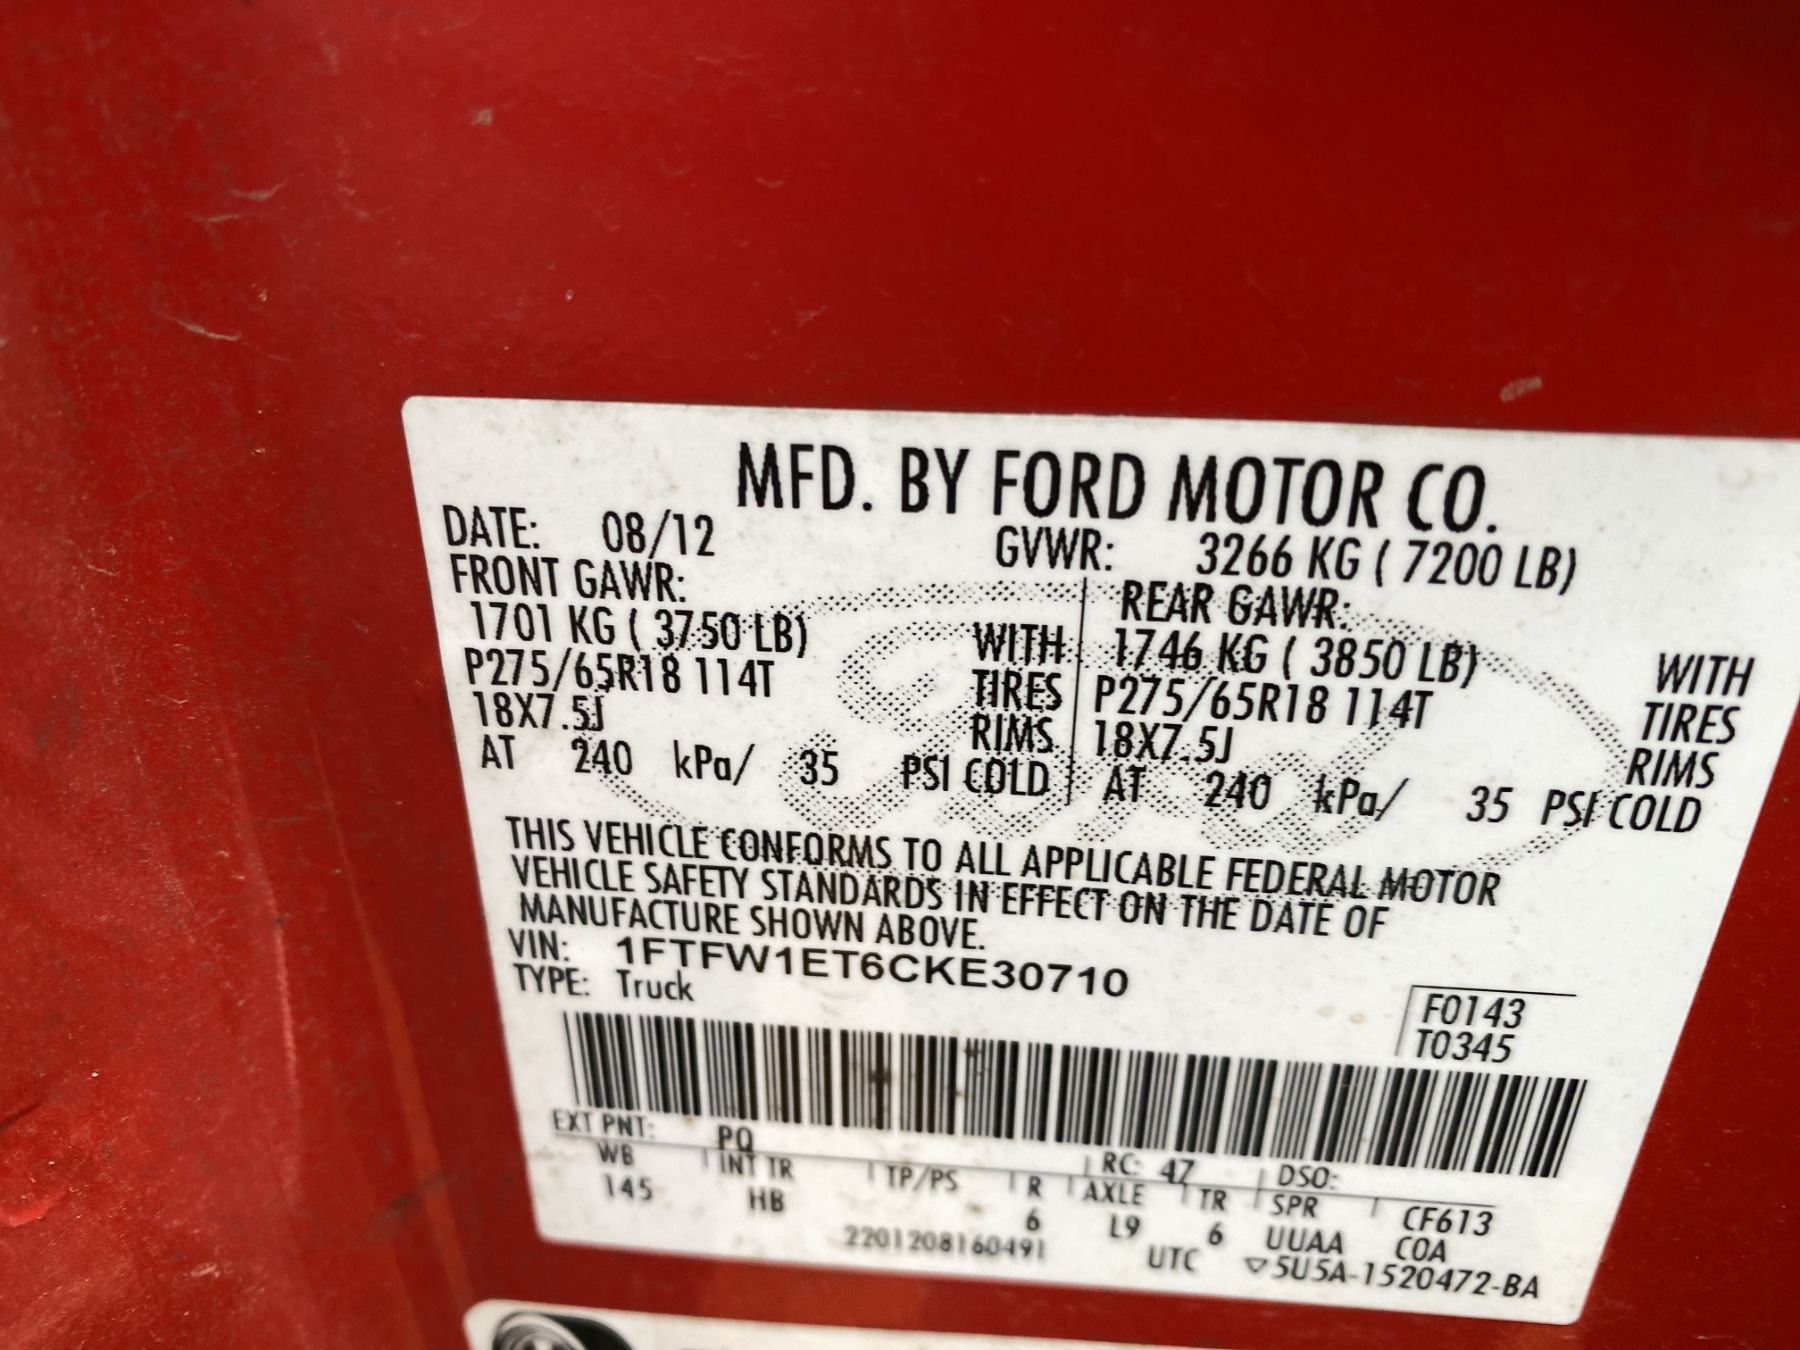 MFD. BY FORD MOTOR CO.
DATE: 08/12 GVWR: 3266 KG ( 7200 LB)
FRONT GAWR: REAR GAWR:
1701 KG ( 3750 LB) WITH 1746 KG ( 3850 LB) WITH
P275/65R18 114T TIRES P275/65R18 114T TIRES
18X7.5J RIMS 18X7.5J RIMS
AT 240 kPa/ 35 PSI COLD AT 240 kPa/ 35 PSI COLD
THIS VEHICLE CONFORMS TO ALL APPLICABLE FEDERAL MOTOR
VEHICLE SAFETY STANDARDS IN EFFECT ON THE DATE OF
MANUFACTURE SHOWN ABOVE.
VIN: 1FTFW1ET6CKE30710
TYPE: Truck
F0143
T0345
EXT PNT: PQ RC: 47 DSO:
WB INT TR TP/PS R AXLE TR SPR CF613
145 HB 6 L9 6 UUAA COA
2201208160491 UTC ▽5U5A-1520472-BA